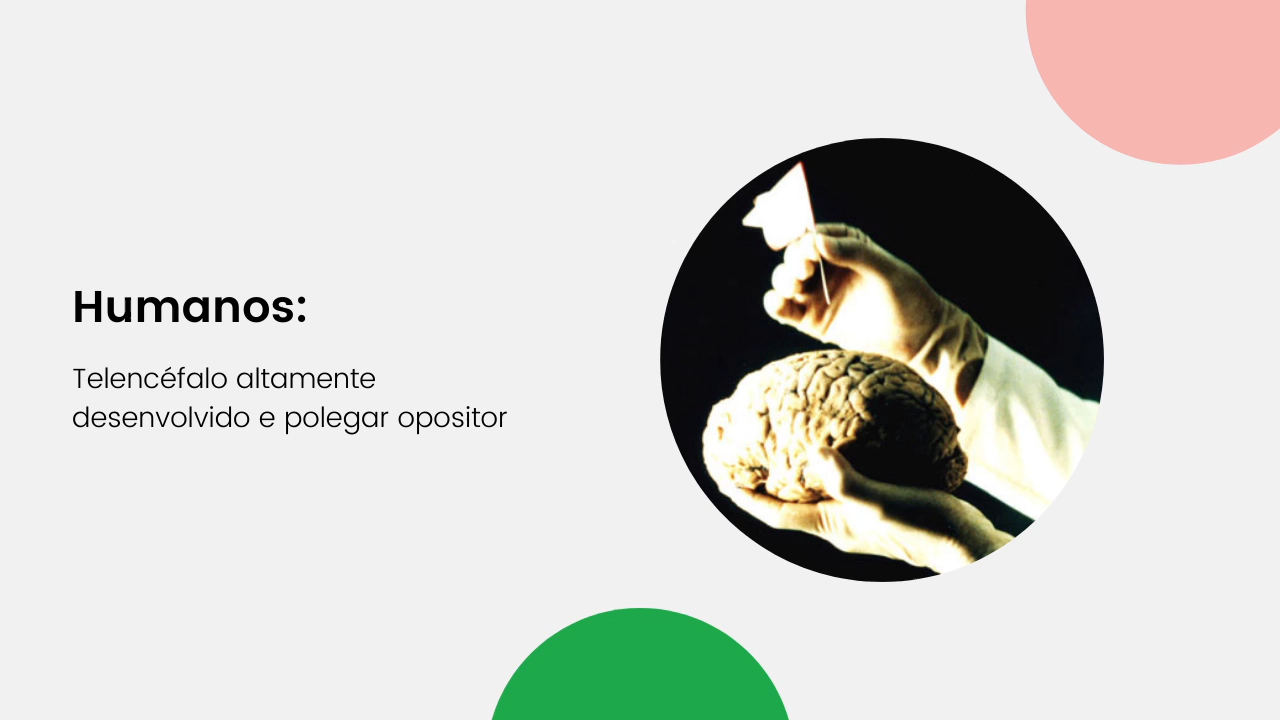 Humanos:
Telencéfalo altamente
desenvolvido e polegar opositor